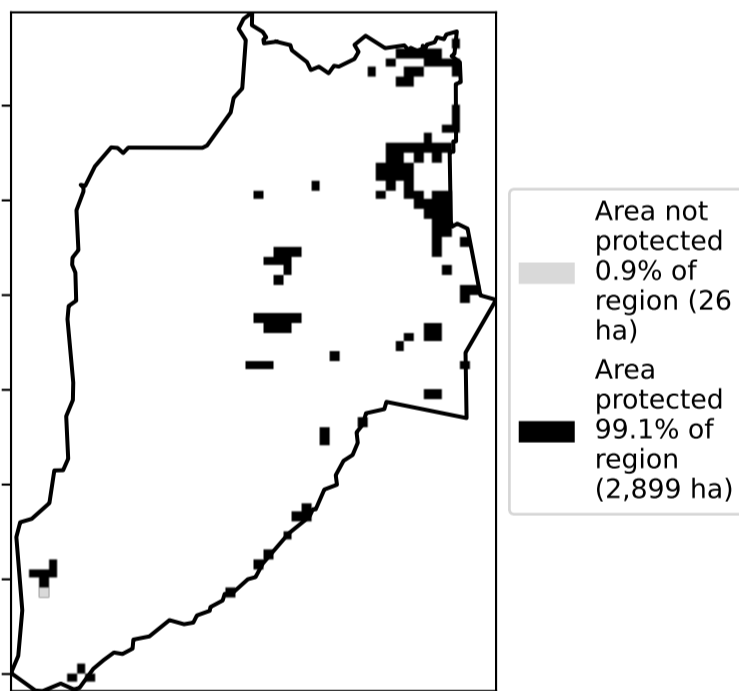 Area not
protected
0.9% of
region (26
ha)
Area
protected
99.1% of
region
(2,899 ha)